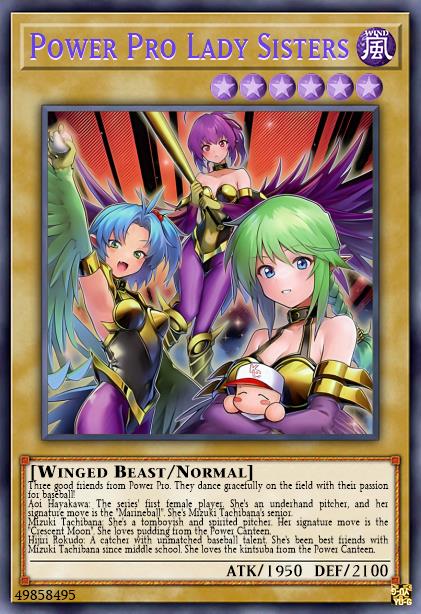 Power Pro Lady Sisters
WIND
風
[Winged Beast/Normal]
Three good friends from Power Pro. They dance gracefully on the field with their passion
for baseball!
Aoi Hayakawa: The series' first female player. She's an underhand pitcher, and her
signature move is the "Marineball". She's Mizuki Tachibana's senior.
Mizuki Tachibana: She's a tomboyish and spirited pitcher. Her signature move is the
"Crescent Moon". She loves pudding from the Power Canteen.
Hijiri Rokudo: A catcher with unmatched baseball talent. She's been best friends with
Mizuki Tachibana since middle school. She loves the kintsuba from the Power Canteen.
ATK/1950 DEF/2100
49858495